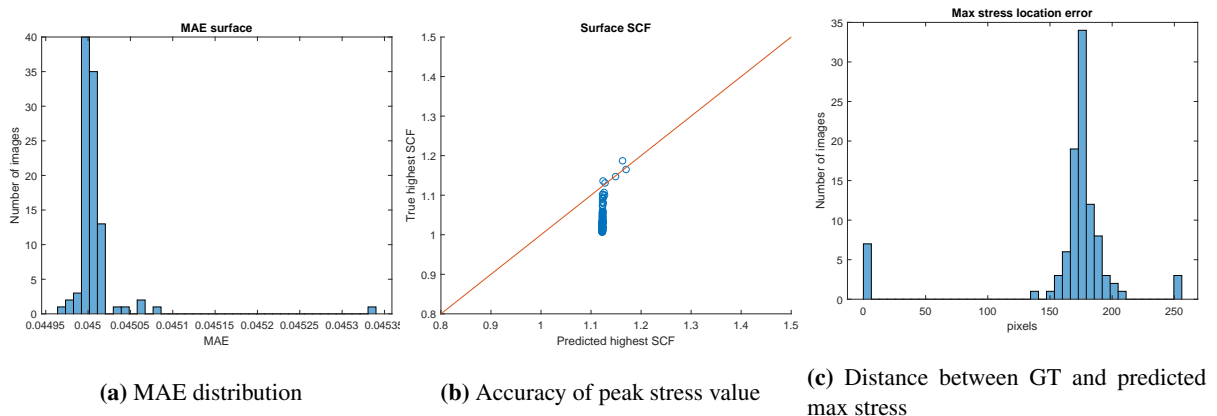 MAE surface
Number of images
40
35
30
25
20
15
10
5
0
0.04495 0.045 0.04505 0.0451 0.04515 0.0452 0.04525 0.0453 0.04535
MAE
(a) MAE distribution
Surface SCF
True highest SCF
1.5
1.4
1.3
1.2
1.1
1
0.9
0.8
0.8 0.9 1 1.1 1.2 1.3 1.4 1.5
Predicted highest SCF
(b) Accuracy of peak stress value
Max stress location error
Number of images
35
30
25
20
15
10
5
0
0 50 100 150 200 250
pixels
(c) Distance between GT and predicted
max stress